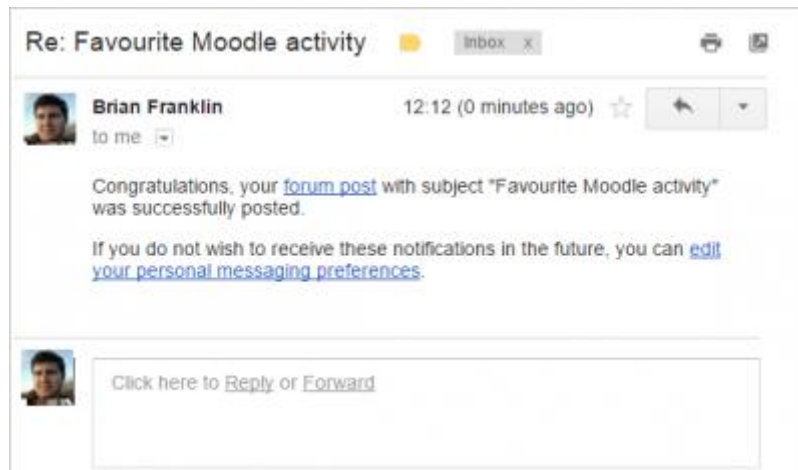 Re: Favourite Moodle activity
Inbox x
Brian Franklin
12:12 (0 minutes ago)
to me
Congratulations, your forum post with subject "Favourite Moodle activity"
was successfully posted.
If you do not wish to receive these notifications in the future, you can edit
your personal messaging preferences.
Click here to Reply or Forward